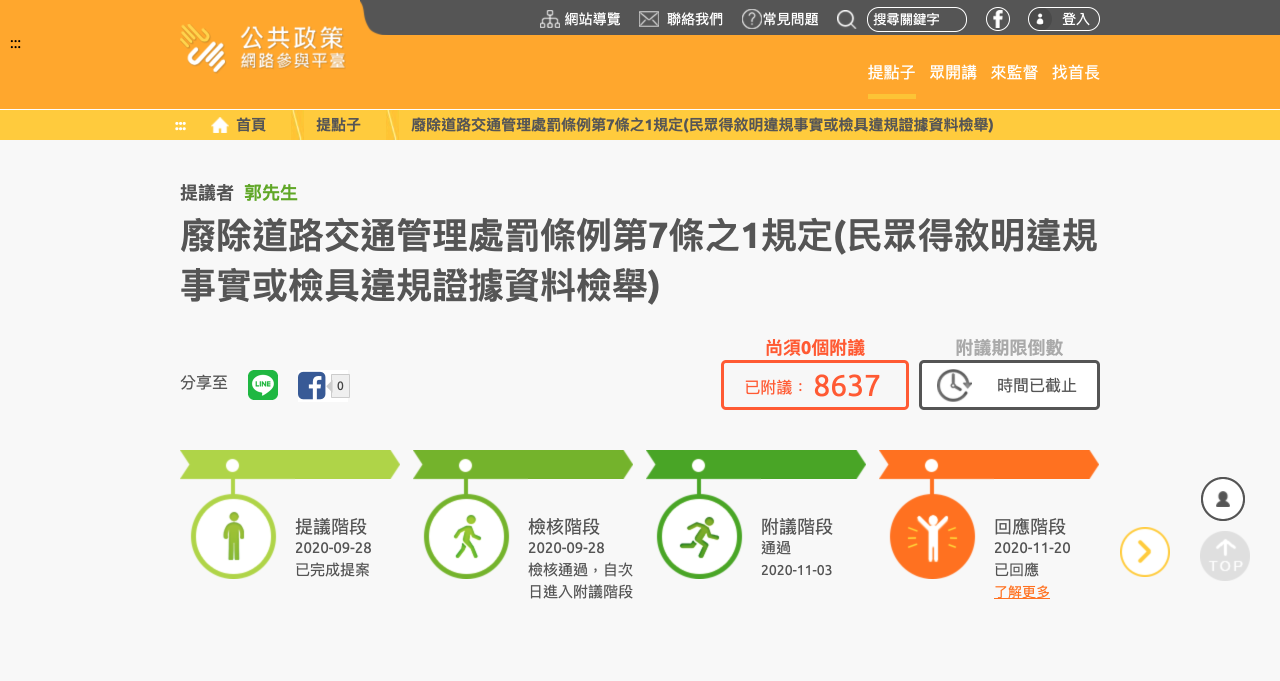 網站導覽 聯絡我們 常見問題 搜尋關鍵字 登入
:::
公共政策
網路參與平臺
提點子 眾開講 來監督 找首長
::: 首頁 提點子 廢除道路交通管理處罰條例第7條之1規定(民眾得敘明違規事實或檢具違規證據資料檢舉)
提議者 郭先生
廢除道路交通管理處罰條例第7條之1規定(民眾得敘明違規
事實或檢具違規證據資料檢舉)
尚須0個附議 附議期限倒數
分享至 LINE 0 已附議： 8637 時間已截止
提議階段
2020-09-28
已完成提案
檢核階段
2020-09-28
檢核通過，自次
日進入附議階段
附議階段
通過
2020-11-03
回應階段
2020-11-20
已回應
了解更多
TOP